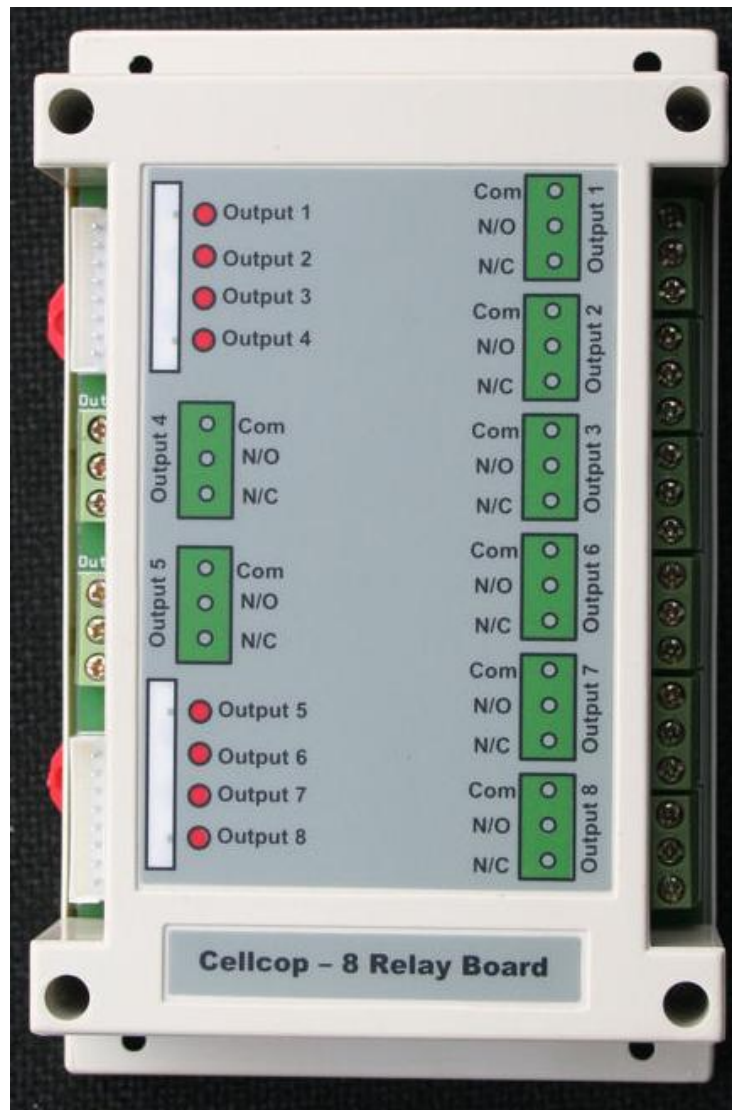 Output 1
Output 2
Output 3
Output 4
Out
Output 4
Com
N/O
N/C
Out
Output 5
Com
N/O
N/C
Output 5
Output 6
Output 7
Output 8
Com
N/O
N/C
Output 1
Com
N/O
N/C
Output 2
Com
N/O
N/C
Output 3
Com
N/O
N/C
Output 6
Com
N/O
N/C
Output 7
Com
N/O
N/C
Output 8
Cellcop – 8 Relay Board